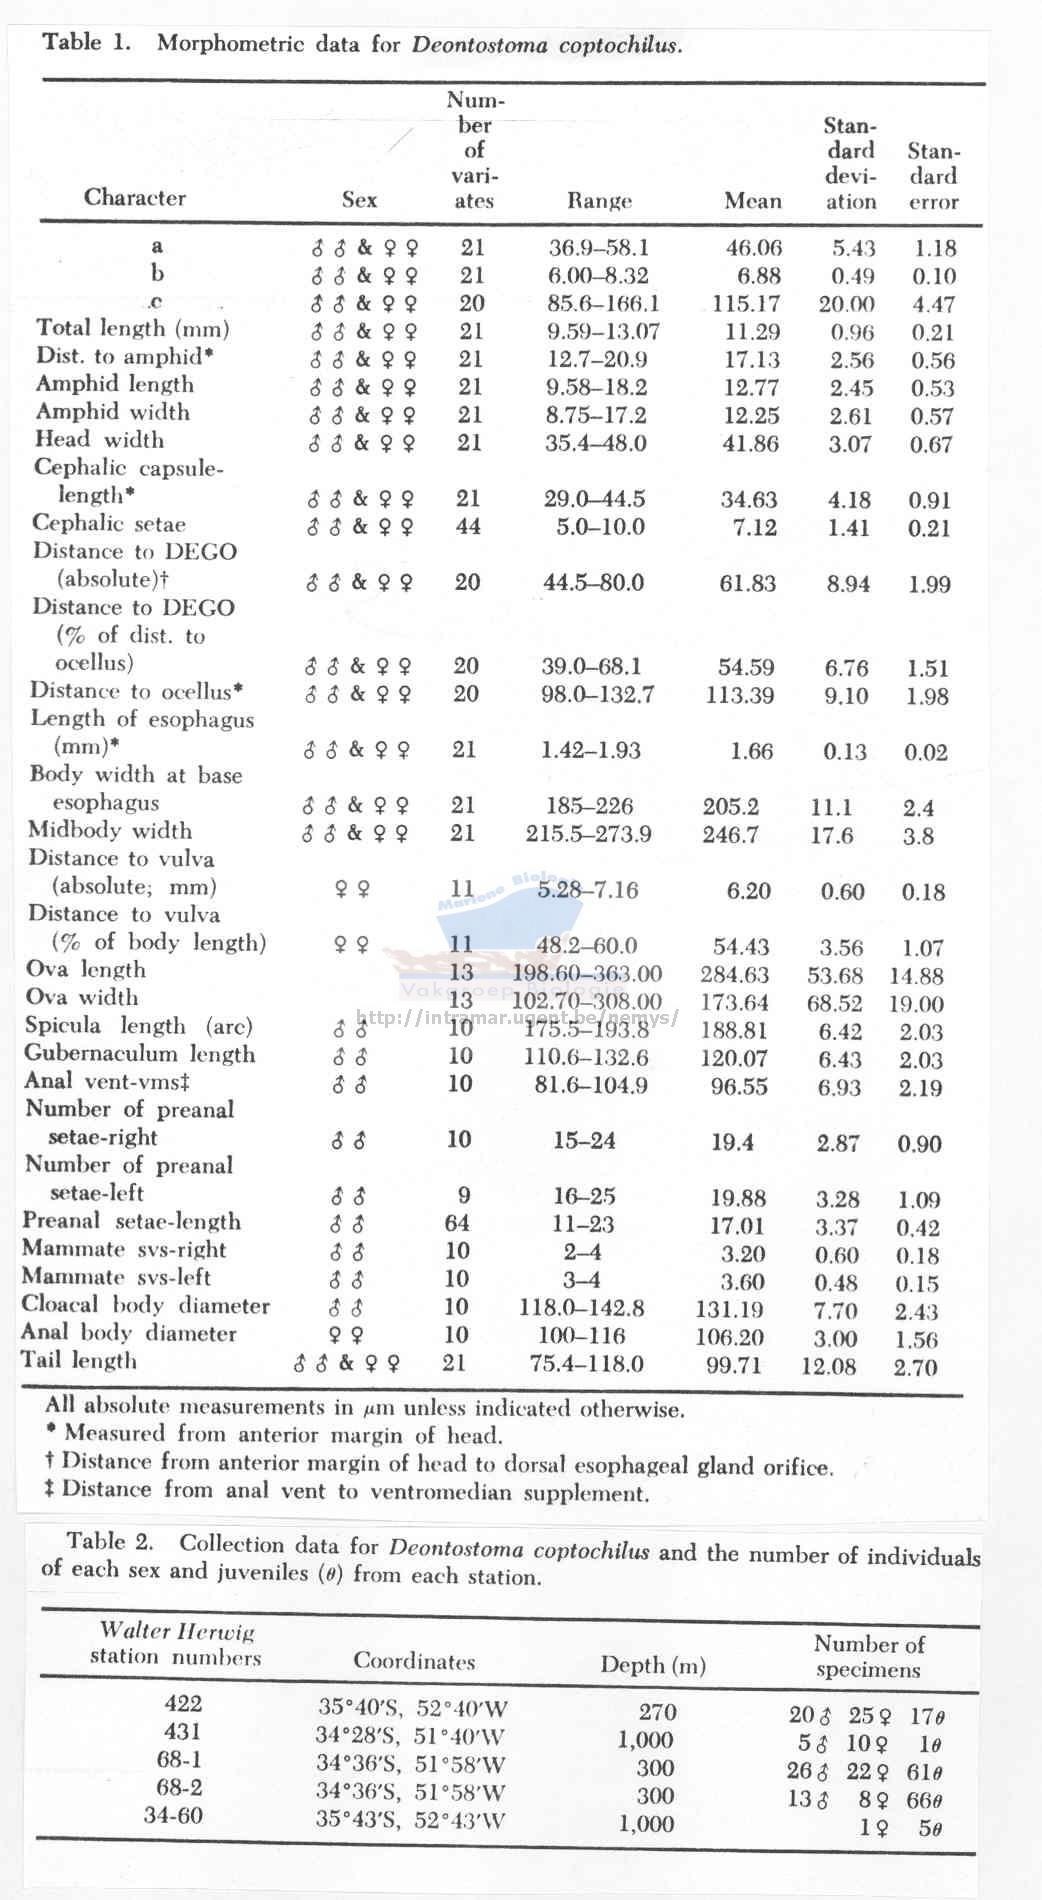 Table 1. Morphometric data for Deontostoma coptochilus.
Num-
ber Stan-
of dard Stan-
vari- devi- dard
Character Sex ates Range Mean ation error
a ♂♂ & ♀♀ 21 36.9–58.1 46.06 5.43 1.18
b ♂♂ & ♀♀ 21 6.00–8.32 6.88 0.49 0.10
c ♂♂ & ♀♀ 20 85.6–166.1 115.17 20.00 4.47
Total length (mm) ♂♂ & ♀♀ 21 9.59–13.07 11.29 0.96 0.21
Dist. to amphid* ♂♂ & ♀♀ 21 12.7–20.9 17.13 2.56 0.56
Amphid length ♂♂ & ♀♀ 21 9.58–18.2 12.77 2.45 0.53
Amphid width ♂♂ & ♀♀ 21 8.75–17.2 12.25 2.61 0.57
Head width ♂♂ & ♀♀ 21 35.4–48.0 41.86 3.07 0.67
Cephalic capsule-
length* ♂♂ & ♀♀ 21 29.0–44.5 34.63 4.18 0.91
Cephalic setae ♂♂ & ♀♀ 44 5.0–10.0 7.12 1.41 0.21
Distance to DEGO
(absolute)† ♂♂ & ♀♀ 20 44.5–80.0 61.83 8.94 1.99
Distance to DEGO
(% of dist. to
ocellus) ♂♂ & ♀♀ 20 39.0–68.1 54.59 6.76 1.51
Distance to ocellus* ♂♂ & ♀♀ 20 98.0–132.7 113.39 9.10 1.98
Length of esophagus
(mm)* ♂♂ & ♀♀ 21 1.42–1.93 1.66 0.13 0.02
Body width at base
esophagus ♂♂ & ♀♀ 21 185–226 205.2 11.1 2.4
Midbody width ♂♂ & ♀♀ 21 215.5–273.9 246.7 17.6 3.8
Distance to vulva
(absolute; mm) ♀♀ 11 5.28–7.16 6.20 0.60 0.18
Distance to vulva
(% of body length) ♀♀ 11 48.2–60.0 54.43 3.56 1.07
Ova length 13 198.60–363.00 284.63 53.68 14.88
Ova width 13 102.70–308.00 173.64 68.52 19.00
Spicula length (arc) ♂♂ 10 175.5–193.8 188.81 6.42 2.03
Gubernaculum length ♂♂ 10 110.6–132.6 120.07 6.43 2.03
Anal vent-vms‡ ♂♂ 10 81.6–104.9 96.55 6.93 2.19
Number of preanal
setae-right ♂♂ 10 15–24 19.4 2.87 0.90
Number of preanal
setae-left ♂♂ 9 16–25 19.88 3.28 1.09
Preanal setae-length ♂♂ 64 11–23 17.01 3.37 0.42
Mammate svs-right ♂♂ 10 2–4 3.20 0.60 0.18
Mammate svs-left ♂♂ 10 3–4 3.60 0.48 0.15
Cloacal body diameter ♂♂ 10 118.0–142.8 131.19 7.70 2.43
Anal body diameter ♀♀ 10 100–116 106.20 3.00 1.56
Tail length ♂♂ & ♀♀ 21 75.4–118.0 99.71 12.08 2.70
All absolute measurements in μm unless indicated otherwise.
* Measured from anterior margin of head.
† Distance from anterior margin of head to dorsal esophageal gland orifice.
‡ Distance from anal vent to ventromedian supplement.
Mariene Biologie
Vakgroep Biologie
http://intramar.ugent.be/nemys/
Table 2. Collection data for Deontostoma coptochilus and the number of individuals
of each sex and juveniles (θ) from each station.
Walter Herwig Number of
station numbers Coordinates Depth (m) specimens
422 35°40′S, 52°40′W 270 20♂ 25♀ 17θ
431 34°28′S, 51°40′W 1,000 5♂ 10♀ 1θ
68-1 34°36′S, 51°58′W 300 26♂ 22♀ 61θ
68-2 34°36′S, 51°58′W 300 13♂ 8♀ 66θ
34-60 35°43′S, 52°43′W 1,000 1♀ 5θ